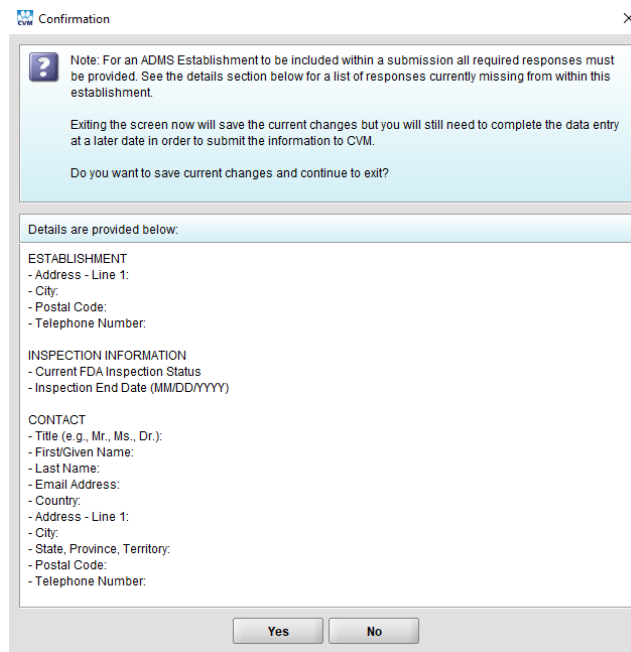 CVM Confirmation
Note: For an ADMS Establishment to be included within a submission all required responses must
be provided. See the details section below for a list of responses currently missing from within this
establishment.
Exiting the screen now will save the current changes but you will still need to complete the data entry
at a later date in order to submit the information to CVM.
Do you want to save current changes and continue to exit?
Details are provided below:
ESTABLISHMENT
- Address - Line 1:
- City:
- Postal Code:
- Telephone Number:
INSPECTION INFORMATION
- Current FDA Inspection Status
- Inspection End Date (MM/DD/YYYY)
CONTACT
- Title (e.g., Mr., Ms., Dr.):
- First/Given Name:
- Last Name:
- Email Address:
- Country:
- Address - Line 1:
- City:
- State, Province, Territory:
- Postal Code:
- Telephone Number:
Yes No